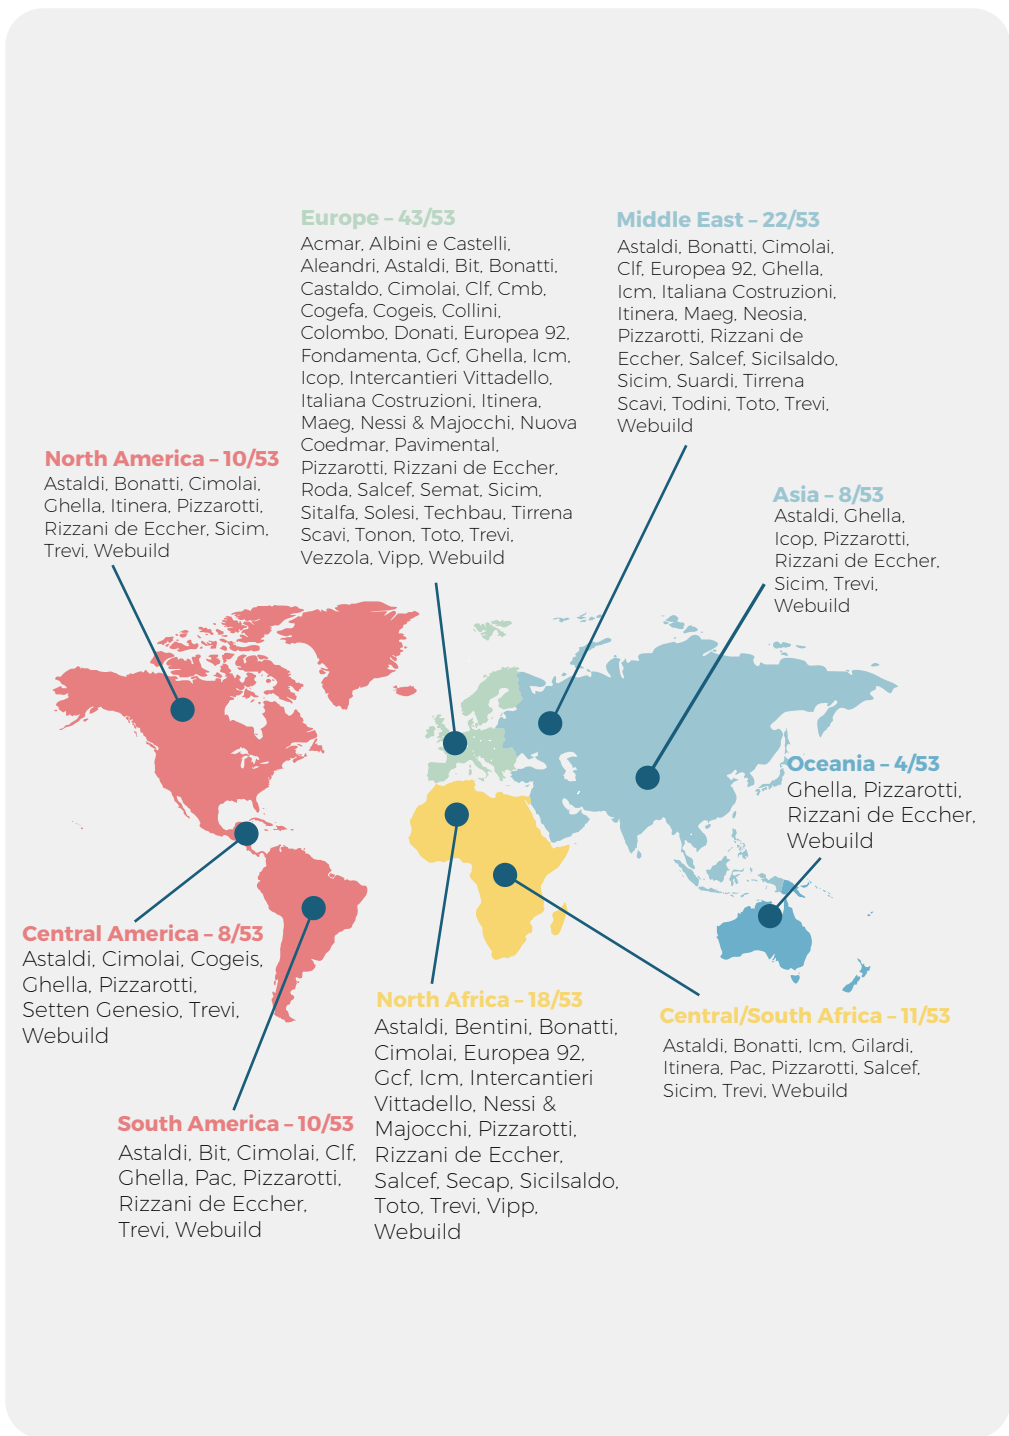 Europe – 43/53
Acmar, Albini e Castelli,
Aleandri, Astaldi, Bit, Bonatti,
Castaldo, Cimolai, Clf, Cmb,
Cogefa, Cogeis, Collini,
Colombo, Donati, Europea 92,
Fondamenta, Gcf, Ghella, Icm,
Icop, Intercantieri Vittadello,
Italiana Costruzioni, Itinera,
Maeg, Nessi & Majocchi, Nuova
Coedmar, Pavimental,
Pizzarotti, Rizzani de Eccher,
Roda, Salcef, Semat, Sicim,
Sitalfa, Solesi, Techbau, Tirrena
Scavi, Tonon, Toto, Trevi,
Vezzola, Vipp, Webuild
Middle East – 22/53
Astaldi, Bonatti, Cimolai,
Clf, Europea 92, Ghella,
Icm, Italiana Costruzioni,
Itinera, Maeg, Neosia,
Pizzarotti, Rizzani de
Eccher, Salcef, Sicilsaldo,
Sicim, Suardi, Tirrena
Scavi, Todini, Toto, Trevi,
Webuild
North America – 10/53
Astaldi, Bonatti, Cimolai,
Ghella, Itinera, Pizzarotti,
Rizzani de Eccher, Sicim,
Trevi, Webuild
Asia – 8/53
Astaldi, Ghella,
Icop, Pizzarotti,
Rizzani de Eccher,
Sicim, Trevi,
Webuild
Oceania – 4/53
Ghella, Pizzarotti,
Rizzani de Eccher,
Webuild
Central America – 8/53
Astaldi, Cimolai, Cogeis,
Ghella, Pizzarotti,
Setten Genesio, Trevi,
Webuild
North Africa – 18/53
Astaldi, Bentini, Bonatti,
Cimolai, Europea 92,
Gcf, Icm, Intercantieri
Vittadello, Nessi &
Majocchi, Pizzarotti,
Rizzani de Eccher,
Salcef, Secap, Sicilsaldo,
Toto, Trevi, Vipp,
Webuild
Central/South Africa – 11/53
Astaldi, Bonatti, Icm, Gilardi,
Itinera, Pac, Pizzarotti, Salcef,
Sicim, Trevi, Webuild
South America – 10/53
Astaldi, Bit, Cimolai, Clf,
Ghella, Pac, Pizzarotti,
Rizzani de Eccher,
Trevi, Webuild